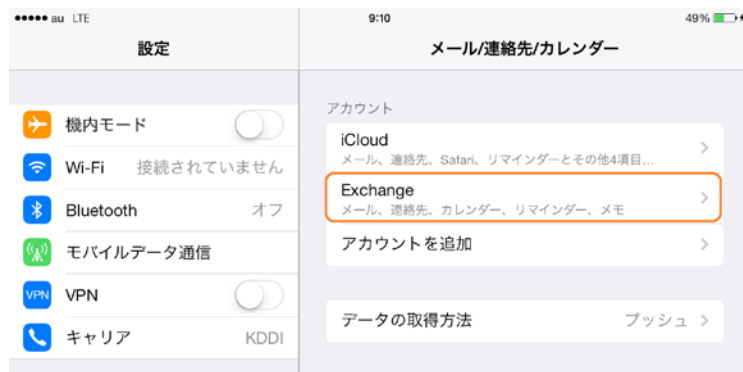 au LTE 9:10 49%
設定
メール/連絡先/カレンダー
機内モード
Wi-Fi 接続されていません
Bluetooth オフ
モバイルデータ通信
VPN VPN
キャリア KDDI
アカウント
iCloud
メール、連絡先、Safari、リマインダーとその他4項目...
Exchange
メール、連絡先、カレンダー、リマインダー、メモ
アカウントを追加
データの取得方法 プッシュ